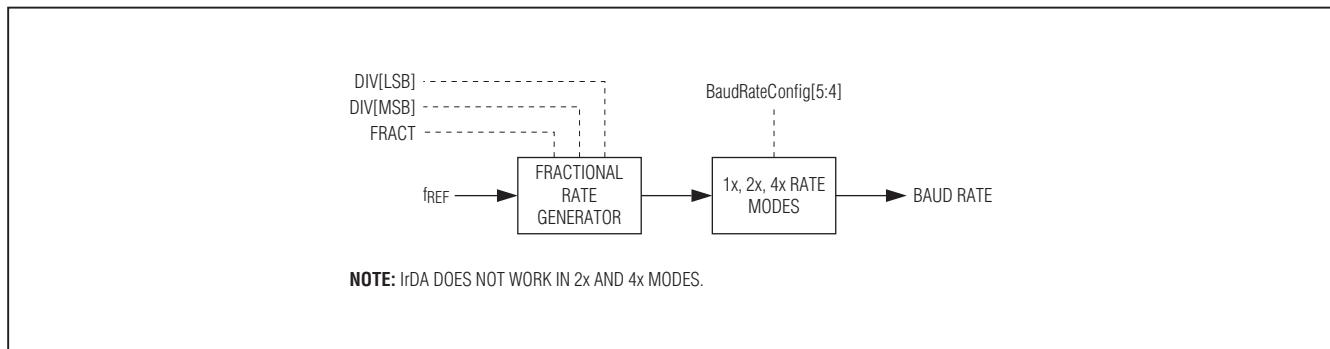 DIV[LSB]
DIV[MSB]
FRACT
BaudRateConfig[5:4]
fREF
FRACTIONAL
RATE
GENERATOR
1x, 2x, 4x RATE
MODES
BAUD RATE
NOTE: IrDA DOES NOT WORK IN 2x AND 4x MODES.